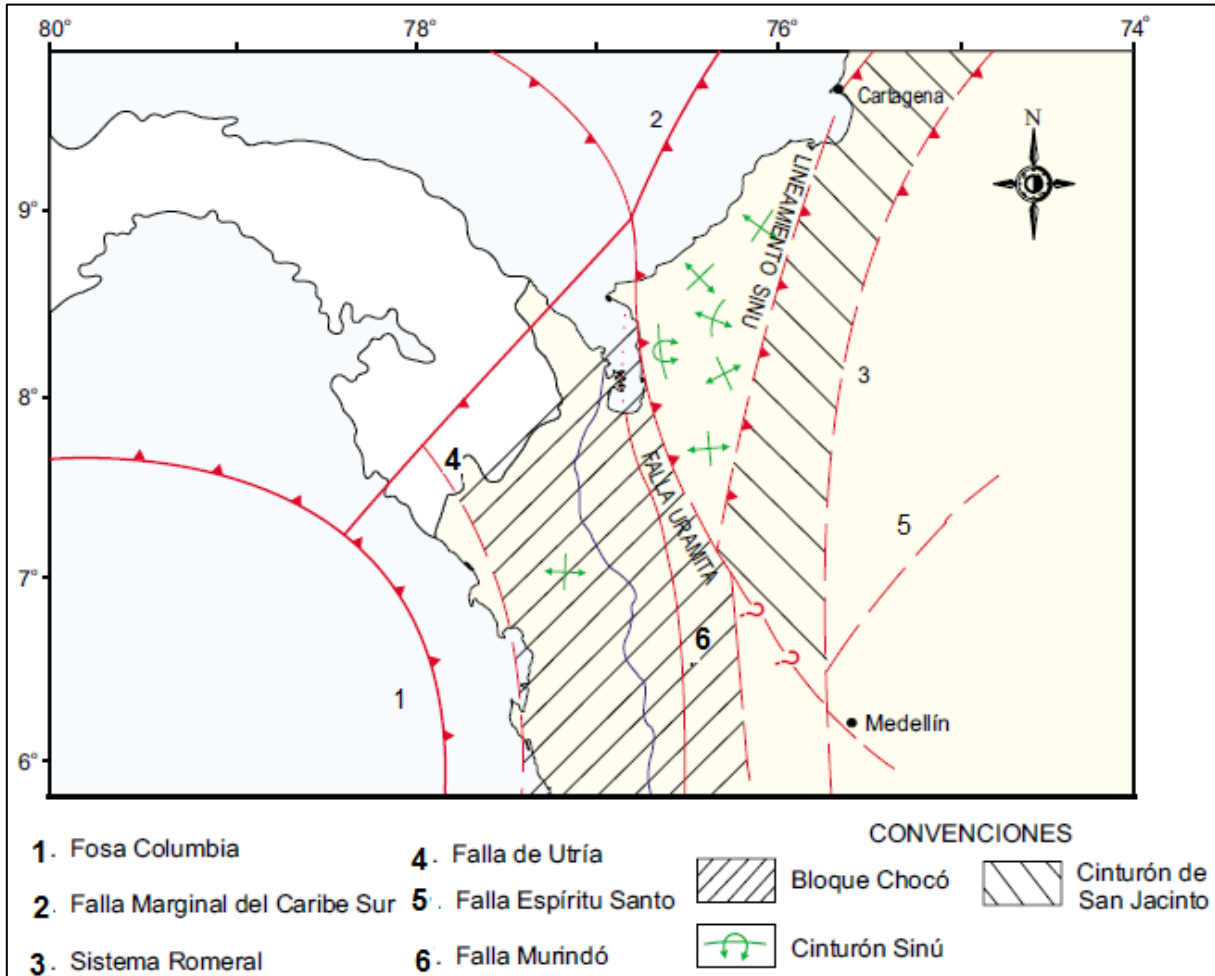 80°
78°
76°
74°
2
Cartagena
N
9°
LINEAMIENTO SINU
8°
3
4
FALLA URAMITA
5
7°
6
?
?
1
Medellín
6°
1. Fosa Columbia
2. Falla Marginal del Caribe Sur
3. Sistema Romeral
4. Falla de Utría
5. Falla Espíritu Santo
6. Falla Murindó
CONVENCIONES
Bloque Chocó
Cinturón de
San Jacinto
Cinturón Sinú